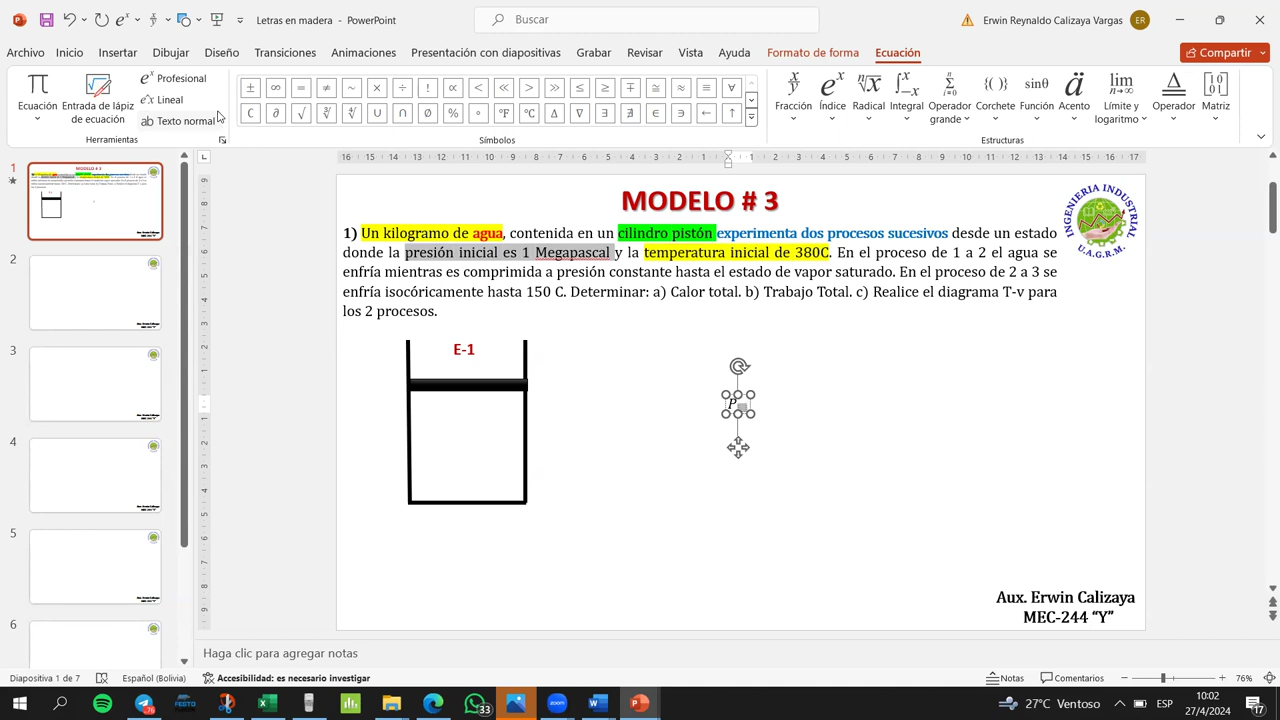 Letras en madera - PowerPoint
Buscar
Erwin Reynaldo Calizaya Vargas
ER
Archivo Inicio Insertar Dibujar Diseño Transiciones Animaciones Presentación con diapositivas Grabar Revisar Vista Ayuda Formato de forma Ecuación
Compartir
Ecuación
Entrada de lápiz de ecuación
Profesional
Lineal
Texto normal
Herramientas
Símbolos
Fracción Índice Radical Integral Operador grande Corchete Función Acento Límite y logaritmo Operador Matriz
Estructuras
MODELO # 3
1) Un kilogramo de agua, contenida en un cilindro pistón experimenta dos procesos sucesivos desde un estado
donde la presión inicial es 1 Megapascal y la temperatura inicial de 380C. En el proceso de 1 a 2 el agua se
enfría mientras es comprimida a presión constante hasta el estado de vapor saturado. En el proceso de 2 a 3 se
enfría isocóricamente hasta 150 C. Determinar: a) Calor total. b) Trabajo Total. c) Realice el diagrama T-v para
los 2 procesos.
INGENIERIA INDUSTRIAL
U.A.G.R.M.
E-1
P
Aux. Erwin Calizaya
MEC-244 “Y”
1
2
3
4
5
6
Haga clic para agregar notas
Diapositiva 1 de 7
Español (Bolivia)
Accesibilidad: es necesario investigar
Notas
Comentarios
76%
27°C Ventoso
ESP
10:02
27/4/2024